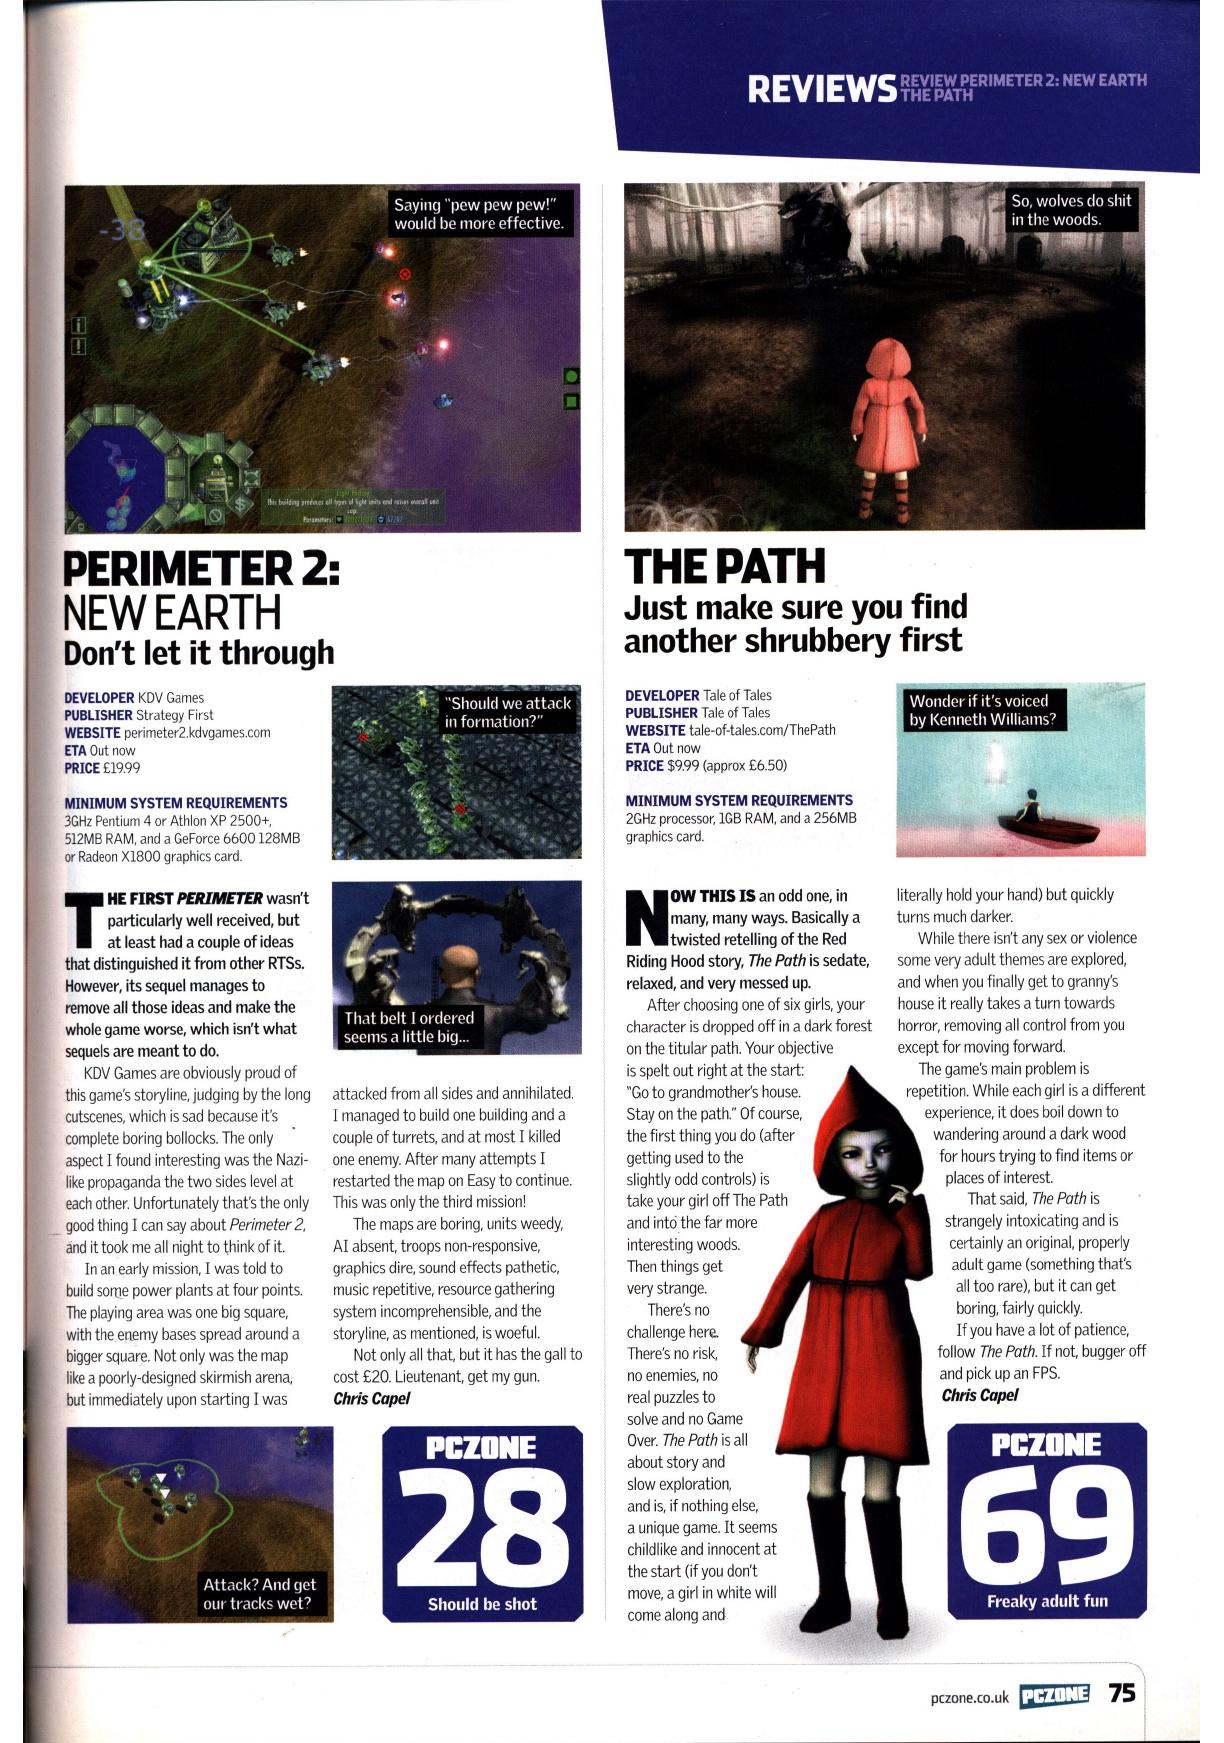 REVIEWS REVIEW PERIMETER 2: NEW EARTH
THE PATH
-38
Saying "pew pew pew!"
would be more effective.
Light Factory
This building produces all types of light units and raises overall unit
cap.
Parameters:
PERIMETER 2:
NEW EARTH
Don't let it through
DEVELOPER KDV Games
PUBLISHER Strategy First
WEBSITE perimeter2.kdvgames.com
ETA Out now
PRICE £19.99
MINIMUM SYSTEM REQUIREMENTS
3GHz Pentium 4 or Athlon XP 2500+,
512MB RAM, and a GeForce 6600 128MB
or Radeon X1800 graphics card.
"Should we attack
in formation?"
That belt I ordered
seems a little big...
THE FIRST PERIMETER wasn't
particularly well received, but
at least had a couple of ideas
that distinguished it from other RTSs.
However, its sequel manages to
remove all those ideas and make the
whole game worse, which isn't what
sequels are meant to do.
KDV Games are obviously proud of
this game's storyline, judging by the long
cutscenes, which is sad because it's
complete boring bollocks. The only
aspect I found interesting was the Nazi-
like propaganda the two sides level at
each other. Unfortunately that's the only
good thing I can say about Perimeter 2,
and it took me all night to think of it.
In an early mission, I was told to
build some power plants at four points.
The playing area was one big square,
with the enemy bases spread around a
bigger square. Not only was the map
like a poorly-designed skirmish arena,
but immediately upon starting I was
attacked from all sides and annihilated.
I managed to build one building and a
couple of turrets, and at most I killed
one enemy. After many attempts I
restarted the map on Easy to continue.
This was only the third mission!
The maps are boring, units weedy,
AI absent, troops non-responsive,
graphics dire, sound effects pathetic,
music repetitive, resource gathering
system incomprehensible, and the
storyline, as mentioned, is woeful.
Not only all that, but it has the gall to
cost £20. Lieutenant, get my gun.
Chris Capel
Attack? And get
our tracks wet?
PCZONE
28
Should be shot
So, wolves do shit
in the woods.
THE PATH
Just make sure you find
another shrubbery first
DEVELOPER Tale of Tales
PUBLISHER Tale of Tales
WEBSITE tale-of-tales.com/ThePath
ETA Out now
PRICE $9.99 (approx £6.50)
MINIMUM SYSTEM REQUIREMENTS
2GHz processor, 1GB RAM, and a 256MB
graphics card.
Wonder if it's voiced
by Kenneth Williams?
NOW THIS IS an odd one, in
many, many ways. Basically a
twisted retelling of the Red
Riding Hood story, The Path is sedate,
relaxed, and very messed up.
After choosing one of six girls, your
character is dropped off in a dark forest
on the titular path. Your objective
is spelt out right at the start:
"Go to grandmother's house.
Stay on the path." Of course,
the first thing you do (after
getting used to the
slightly odd controls) is
take your girl off The Path
and into the far more
interesting woods.
Then things get
very strange.
There's no
challenge here.
There's no risk,
no enemies, no
real puzzles to
solve and no Game
Over. The Path is all
about story and
slow exploration,
and is, if nothing else,
a unique game. It seems
childlike and innocent at
the start (if you don't
move, a girl in white will
come along and
literally hold your hand) but quickly
turns much darker.
While there isn't any sex or violence
some very adult themes are explored,
and when you finally get to granny's
house it really takes a turn towards
horror, removing all control from you
except for moving forward.
The game's main problem is
repetition. While each girl is a different
experience, it does boil down to
wandering around a dark wood
for hours trying to find items or
places of interest.
That said, The Path is
strangely intoxicating and is
certainly an original, properly
adult game (something that's
all too rare), but it can get
boring, fairly quickly.
If you have a lot of patience,
follow The Path. If not, bugger off
and pick up an FPS.
Chris Capel
PCZONE
69
Freaky adult fun
pczone.co.uk PCZONE 75